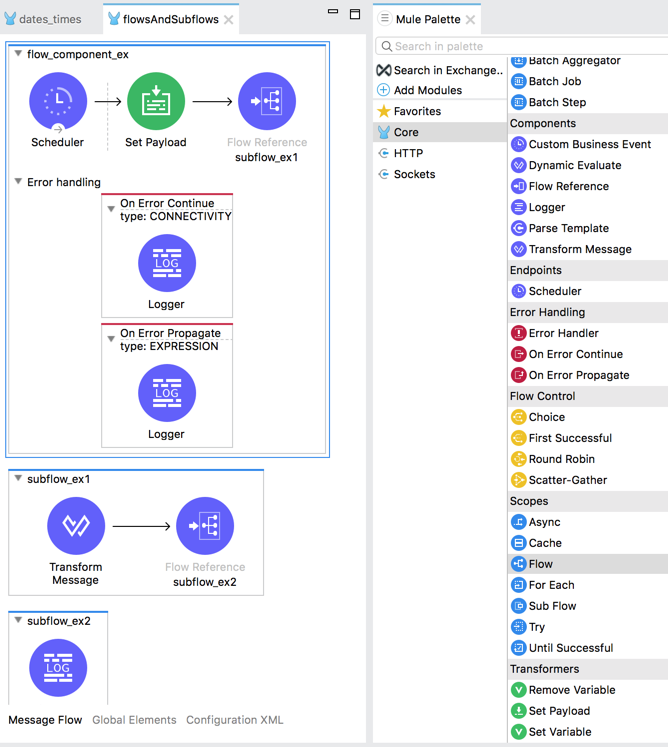 dates_times
flowsAndSubflows
flow_component_ex
Scheduler
Set Payload
Flow Reference
subflow_ex1
Error handling
On Error Continue
type: CONNECTIVITY
LOG
Logger
On Error Propagate
type: EXPRESSION
LOG
Logger
subflow_ex1
Transform
Message
Flow Reference
subflow_ex2
subflow_ex2
LOG
Message Flow
Global Elements
Configuration XML
Mule Palette
Search in palette
Search in Exchange..
Add Modules
Favorites
Core
HTTP
Sockets
Batch Aggregator
Batch Job
Batch Step
Components
Custom Business Event
Dynamic Evaluate
Flow Reference
Logger
Parse Template
Transform Message
Endpoints
Scheduler
Error Handling
Error Handler
On Error Continue
On Error Propagate
Flow Control
Choice
First Successful
Round Robin
Scatter-Gather
Scopes
Async
Cache
Flow
For Each
Sub Flow
Try
Until Successful
Transformers
Remove Variable
Set Payload
Set Variable